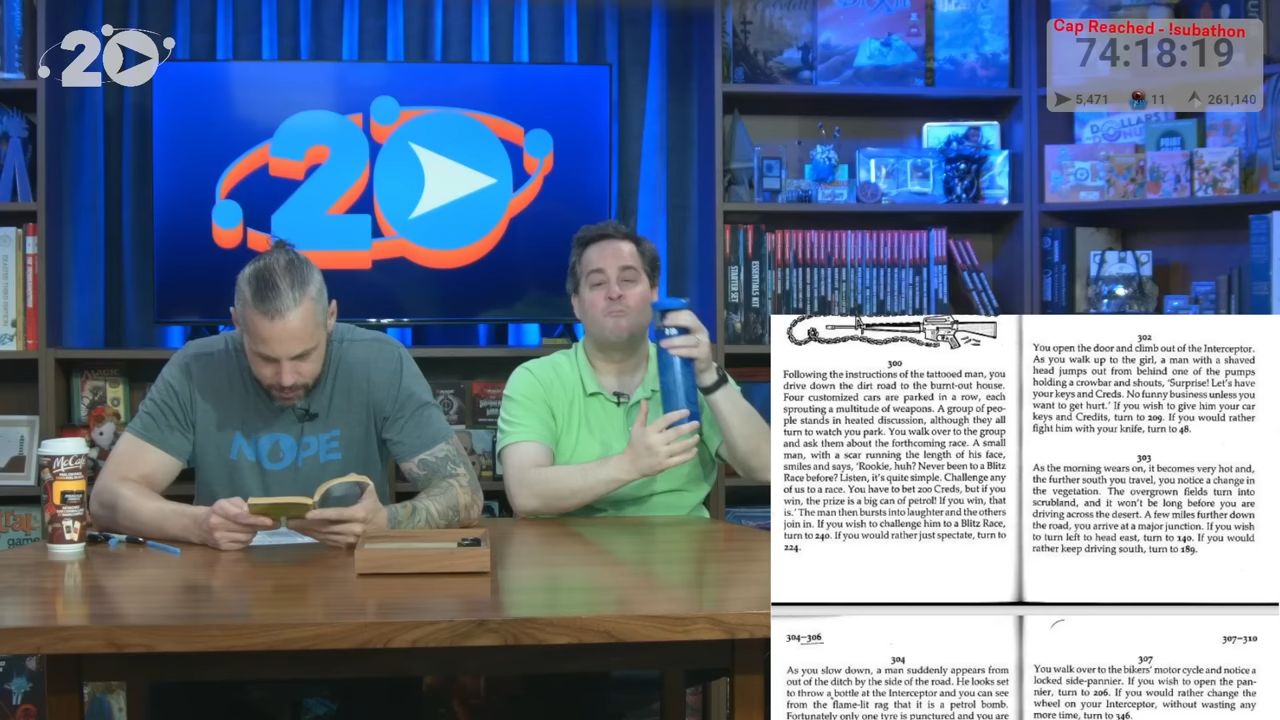 20
Cap Reached - !subathon
74:18:19
5,471
11
261,140
20
STARTER SET
ESSENTIALS KIT
MAGIC
NOPE
McCafé
300
Following the instructions of the tattooed man, you
drive down the dirt road to the burnt-out house.
Four customized cars are parked in a row, each
sprouting a multitude of weapons. A group of peo-
ple stands in heated discussion, although they all
turn to watch you park. You walk over to the group
and ask them about the forthcoming race. A small
man, with a scar running the length of his face,
smiles and says, 'Rookie, huh? Never been to a Blitz
Race before? Listen, it's quite simple. Challenge any
of us to a race. You have to bet 200 Creds, but if you
win, the prize is a big can of petrol! If you win, that
is.' The man then bursts into laughter and the others
join in. If you wish to challenge him to a Blitz Race,
turn to 240. If you would rather just spectate, turn to
224.
302
You open the door and climb out of the Interceptor.
As you walk up to the girl, a man with a shaved
head jumps out from behind one of the pumps
holding a crowbar and shouts, 'Surprise! Let's have
your keys and Creds. No funny business unless you
want to get hurt.' If you wish to give him your car
keys and Credits, turn to 209. If you would rather
fight him with your knife, turn to 48.
303
As the morning wears on, it becomes very hot and,
the further south you travel, you notice a change in
the vegetation. The overgrown fields turn into
scrubland, and it won't be long before you are
driving across the desert. A few miles further down
the road, you arrive at a major junction. If you wish
to turn left to head east, turn to 140. If you would
rather keep driving south, turn to 189.
304-306
304
As you slow down, a man suddenly appears from
out of the ditch by the side of the road. He looks set
to throw a bottle at the Interceptor and you can see
from the flame-lit rag that it is a petrol bomb.
Fortunately only one tyre is punctured and you are
307-310
307
You walk over to the bikers' motor cycle and notice a
locked side-pannier. If you wish to open the pan-
nier, turn to 206. If you would rather change the
wheel on your Interceptor, without wasting any
more time, turn to 346.